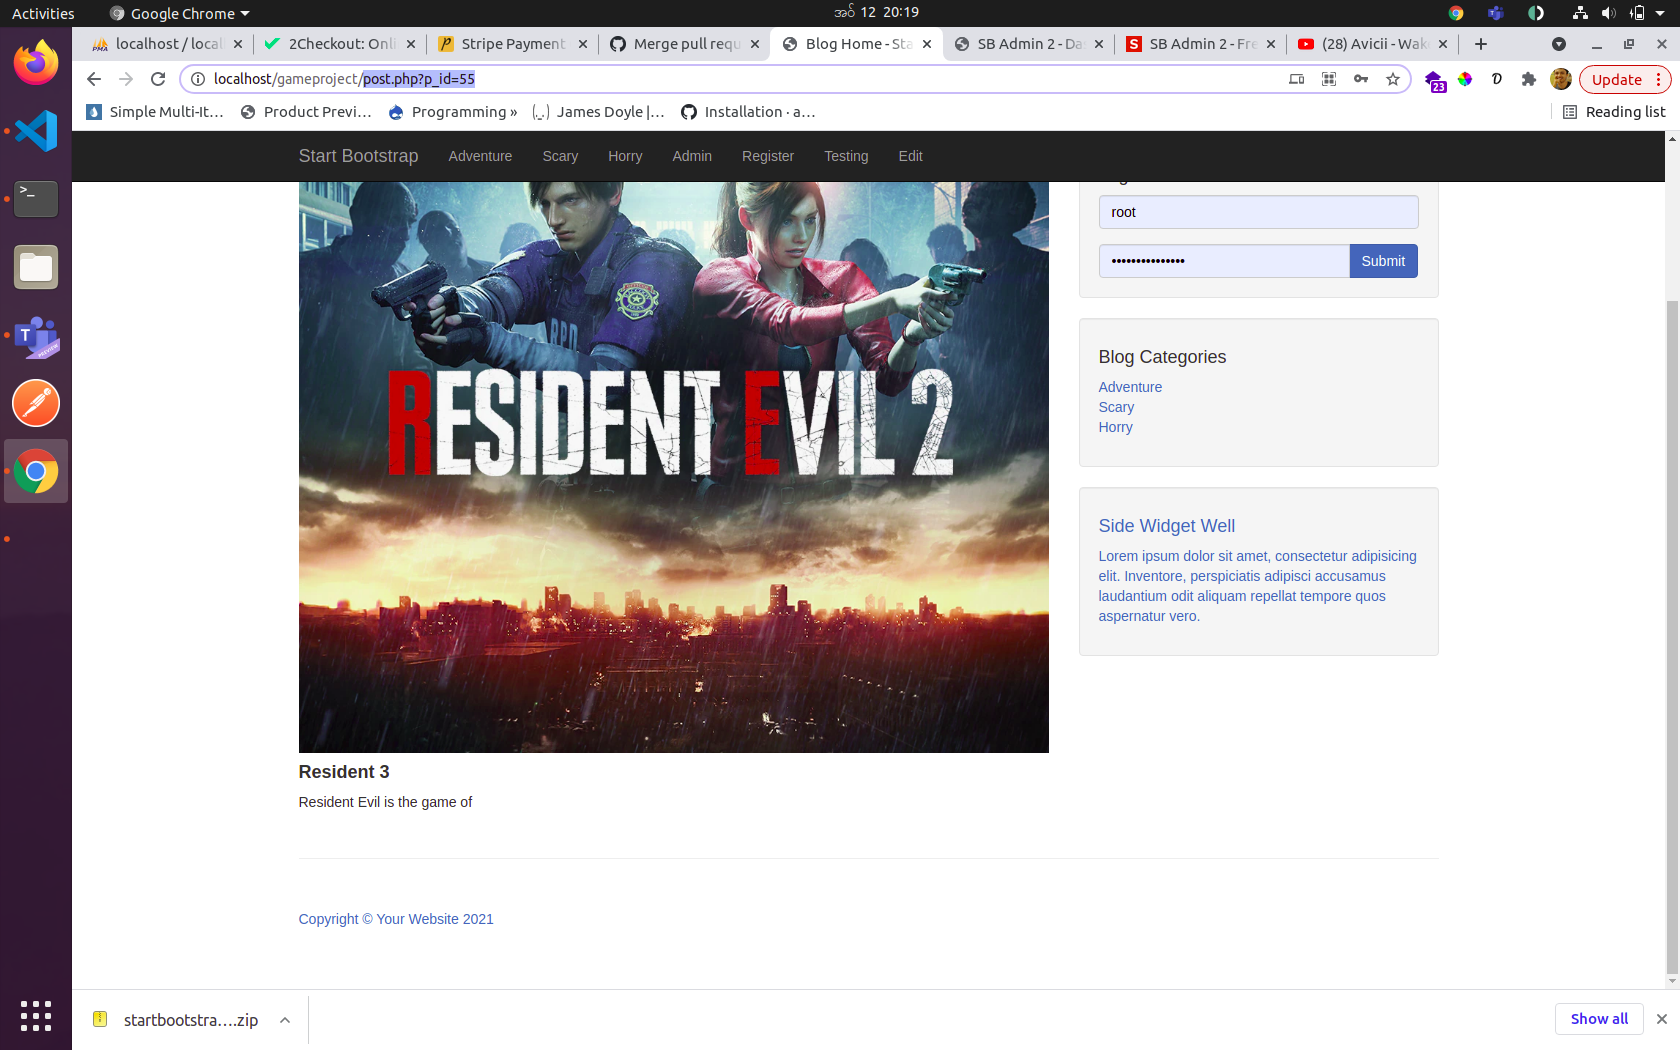 Activities
Google Chrome
အင် 12 20:19
localhost / local
2Checkout: Onli
Stripe Payment
Merge pull requ
Blog Home - Sta
SB Admin 2 - Da
SB Admin 2 - Fre
(28) Avicii - Wake
localhost/gameproject/post.php?p_id=55
23
Update
Simple Multi-It…
Product Previ…
Programming »
James Doyle |…
Installation · a…
Reading list
Start Bootstrap
Adventure
Scary
Horry
Admin
Register
Testing
Edit
RESIDENT EVIL 2
root
•••••••••••••••
Submit
Blog Categories
Adventure
Scary
Horry
Side Widget Well
Lorem ipsum dolor sit amet, consectetur adipisicing
elit. Inventore, perspiciatis adipisci accusamus
laudantium odit aliquam repellat tempore quos
aspernatur vero.
Resident 3
Resident Evil is the game of
Copyright © Your Website 2021
startbootstra….zip
Show all